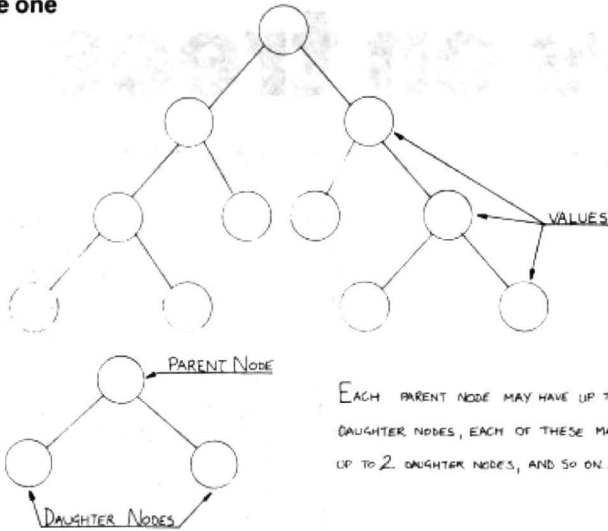 e one
VALUES
PARENT NODE
EACH PARENT NODE MAY HAVE UP T
DAUGHTER NODES, EACH OF THESE MA
UP TO 2 DAUGHTER NODES, AND SO ON.
DAUGHTER NODES